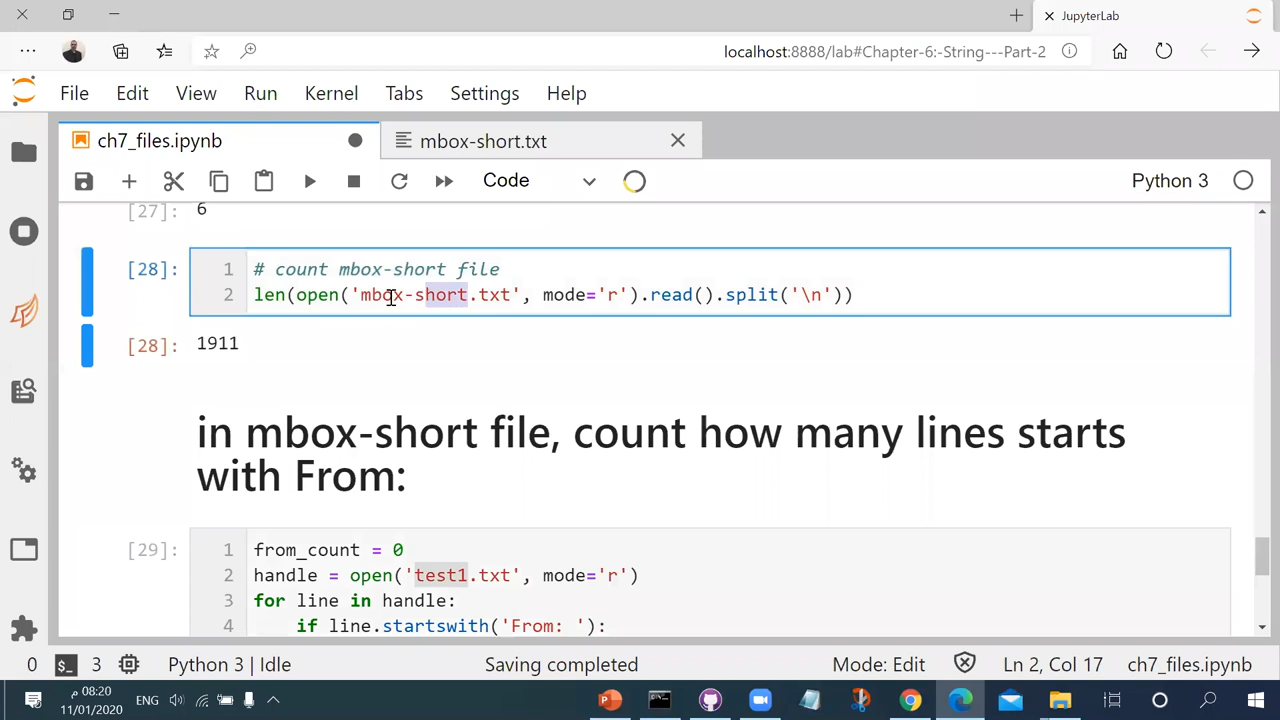 JupyterLab
localhost:8888/lab#Chapter-6:-String---Part-2
File Edit View Run Kernel Tabs Settings Help
ch7_files.ipynb
mbox-short.txt
Code
Python 3
[27]: 6
[28]: 1 # count mbox-short file
2 len(open('mbox-short.txt', mode='r').read().split('\n'))
[28]: 1911
in mbox-short file, count how many lines starts
with From:
[29]: 1 from_count = 0
2 handle = open('test1.txt', mode='r')
3 for line in handle:
4 if line.startswith('From: '):
0 3 Python 3 | Idle Saving completed Mode: Edit Ln 2, Col 17 ch7_files.ipynb
ENG
08:20 م
11/01/2020